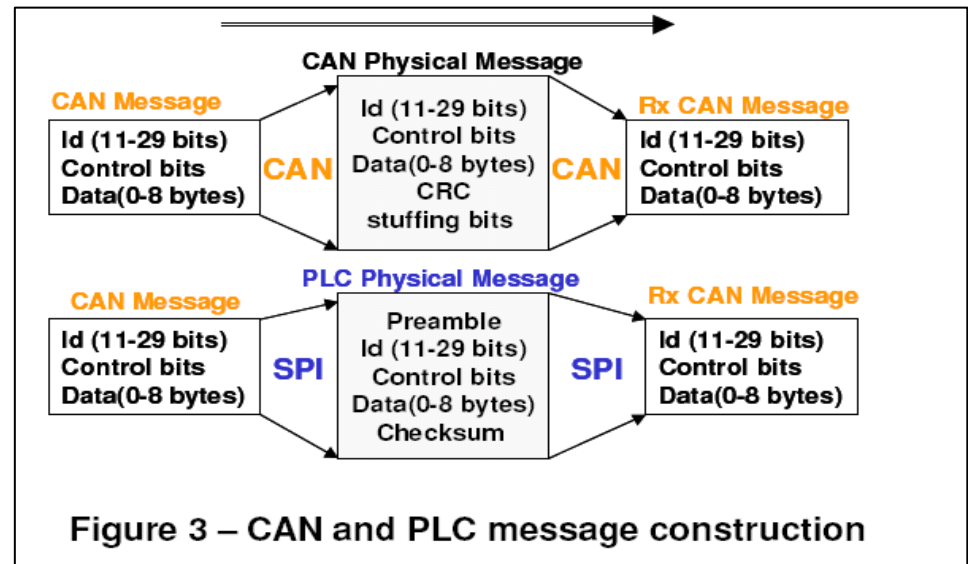 CAN Physical Message
CAN Message
Id (11-29 bits)
Control bits
Data(0-8 bytes)
CAN
Id (11-29 bits)
Control bits
Data(0-8 bytes)
CRC
stuffing bits
CAN
Rx CAN Message
Id (11-29 bits)
Control bits
Data(0-8 bytes)
PLC Physical Message
CAN Message
Id (11-29 bits)
Control bits
Data(0-8 bytes)
SPI
Preamble
Id (11-29 bits)
Control bits
Data(0-8 bytes)
Checksum
SPI
Rx CAN Message
Id (11-29 bits)
Control bits
Data(0-8 bytes)
Figure 3 – CAN and PLC message construction